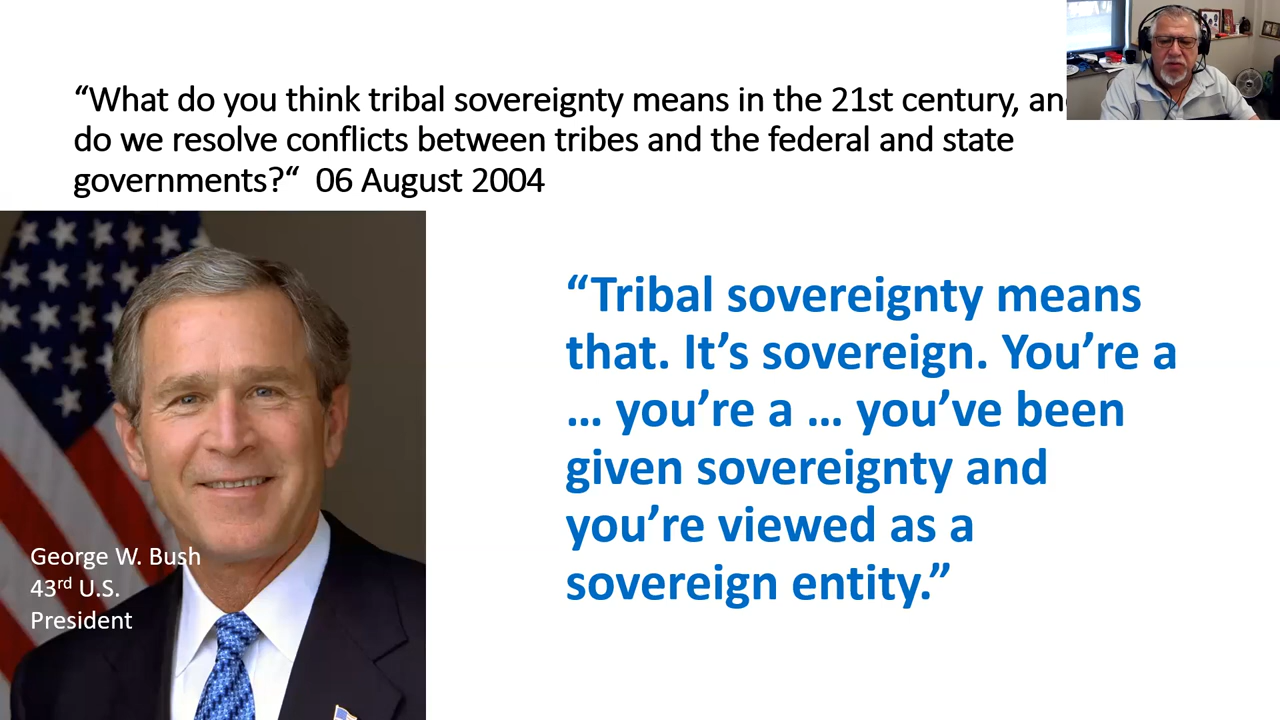 “What do you think tribal sovereignty means in the 21st century, an
do we resolve conflicts between tribes and the federal and state
governments?“  06 August 2004
“Tribal sovereignty means
that. It’s sovereign. You’re a
… you’re a … you’ve been
given sovereignty and
you’re viewed as a
sovereign entity.”
George W. Bush
43rd U.S.
President